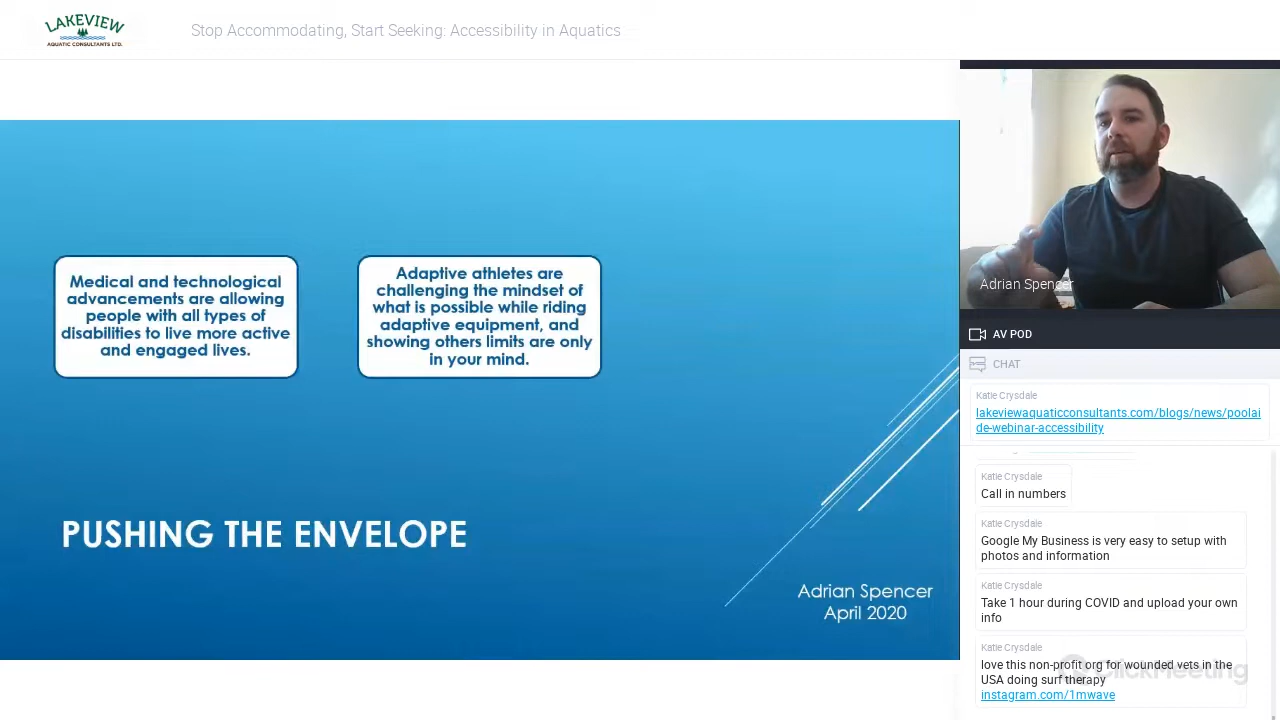 LAKEVIEW
AQUATIC CONSULTANTS LTD.
Stop Accommodating, Start Seeking: Accessibility in Aquatics
Medical and technological
advancements are allowing
people with all types of
disabilities to live more active
and engaged lives.
Adaptive athletes are
challenging the mindset of
what is possible while riding
adaptive equipment, and
showing others limits are only
in your mind.
PUSHING THE ENVELOPE
Adrian Spencer
April 2020
Adrian Spencer
AV POD
CHAT
Katie Crysdale
lakeviewaquaticconsultants.com/blogs/news/poolai
de-webinar-accessibility
Katie Crysdale
Call in numbers
Katie Crysdale
Google My Business is very easy to setup with
photos and information
Katie Crysdale
Take 1 hour during COVID and upload your own
info
Katie Crysdale
love this non-profit org for wounded vets in the
USA doing surf therapy
instagram.com/1mwave
ClickMeeting